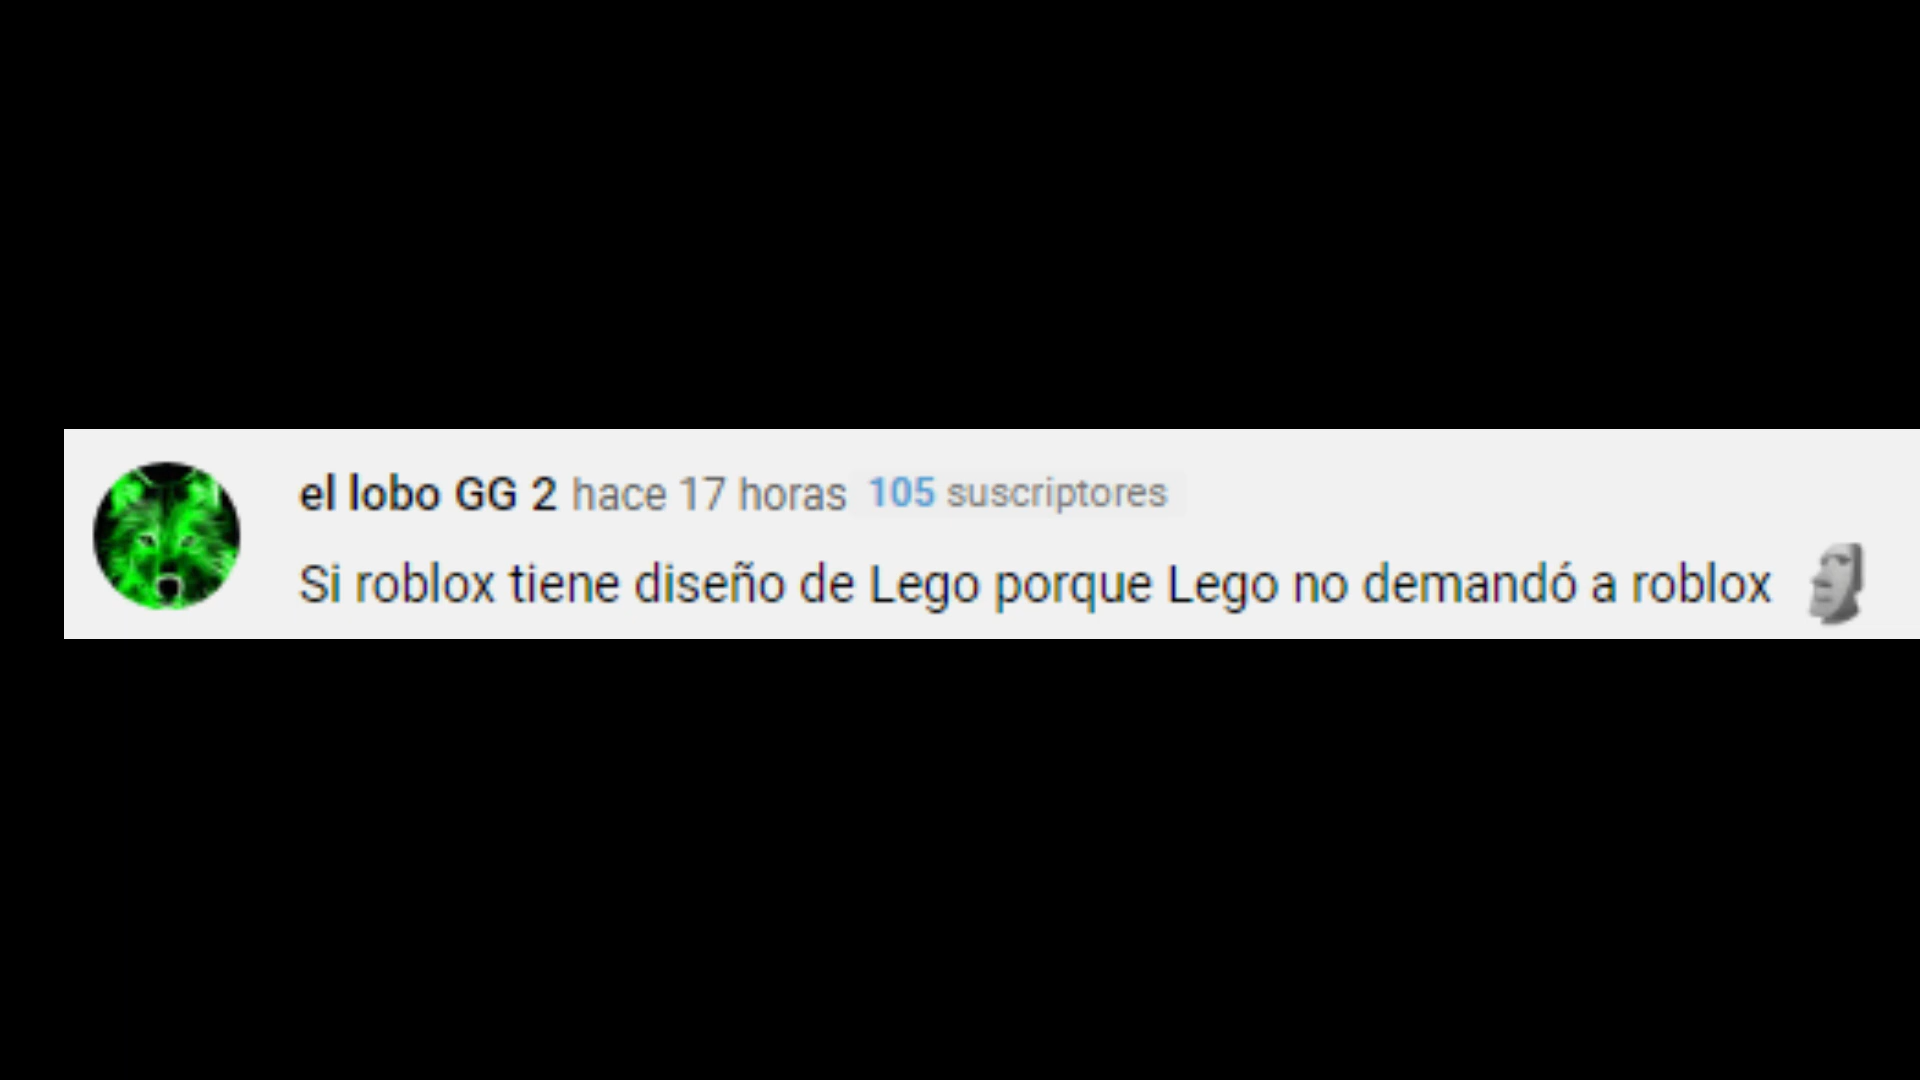 el lobo GG 2 hace 17 horas 105 suscriptores
Si roblox tiene diseño de Lego porque Lego no demandó a roblox 🗿